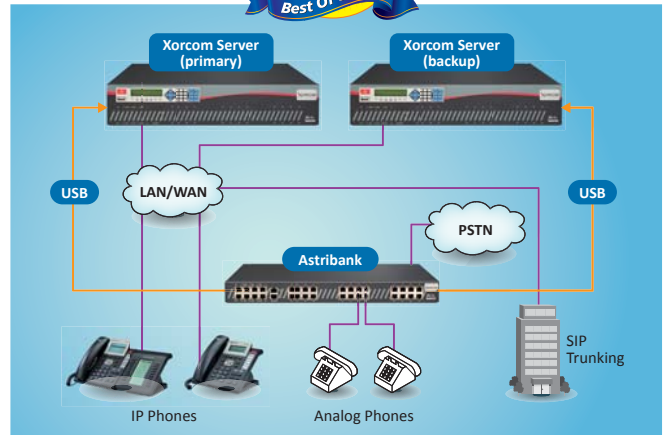 Best Of
Xorcom Server
(primary)
Xorcom Server
(backup)
USB
LAN/WAN
USB
PSTN
Astribank
SIP
Trunking
IP Phones
Analog Phones